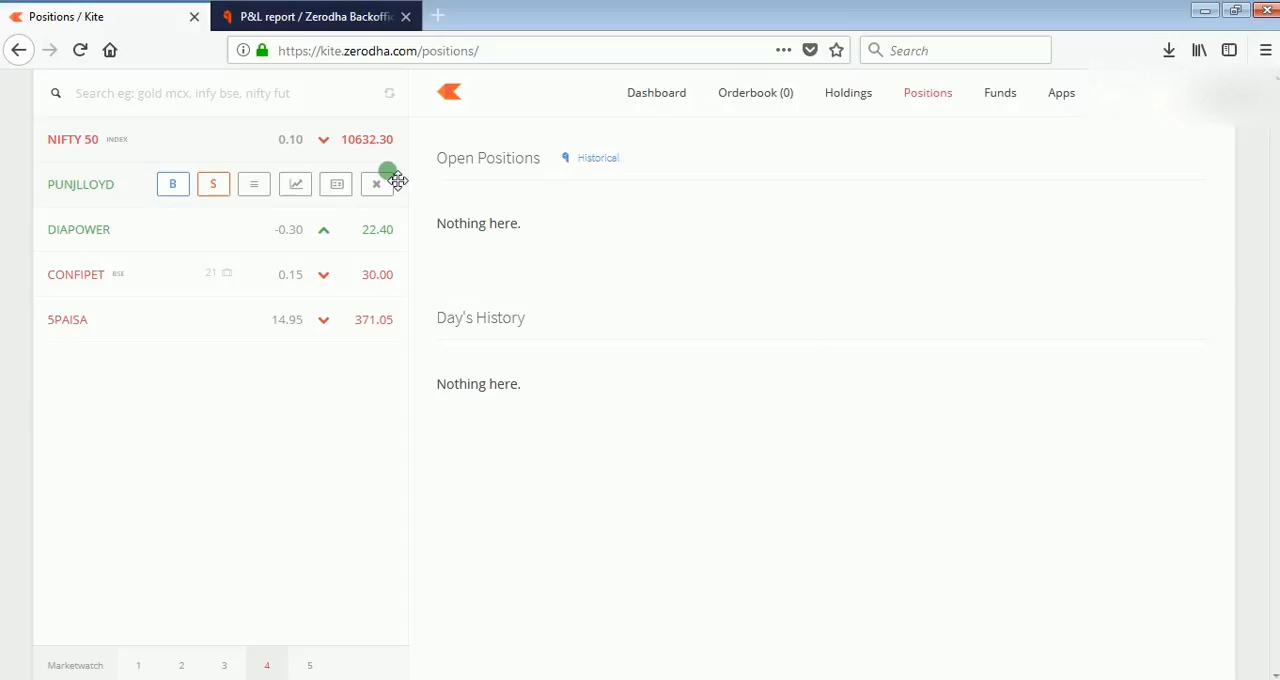 Positions / Kite
P&L report / Zerodha Backoffic
https://kite.zerodha.com/positions/
Search
Search eg: gold mcx, infy bse, nifty fut
Dashboard Orderbook (0) Holdings Positions Funds Apps
NIFTY 50 INDEX 0.10 10632.30
Open Positions Historical
PUNJLLOYD B S
DIAPOWER -0.30 22.40
Nothing here.
CONFIPET BSE 21 0.15 30.00
5PAISA 14.95 371.05
Day's History
Nothing here.
Marketwatch 1 2 3 4 5